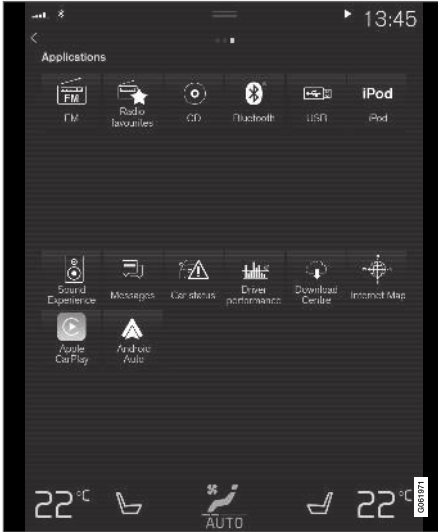 13:45
Applications
FM
FM
Radio
favourites
CD
Bluetooth
USB
iPod
iPod
Sound
Experience
Messages
Car status
Driver
performance
Download
Centre
Internet Map
Apple
CarPlay
Android
Auto
22°C
AUTO
22°C
G061971